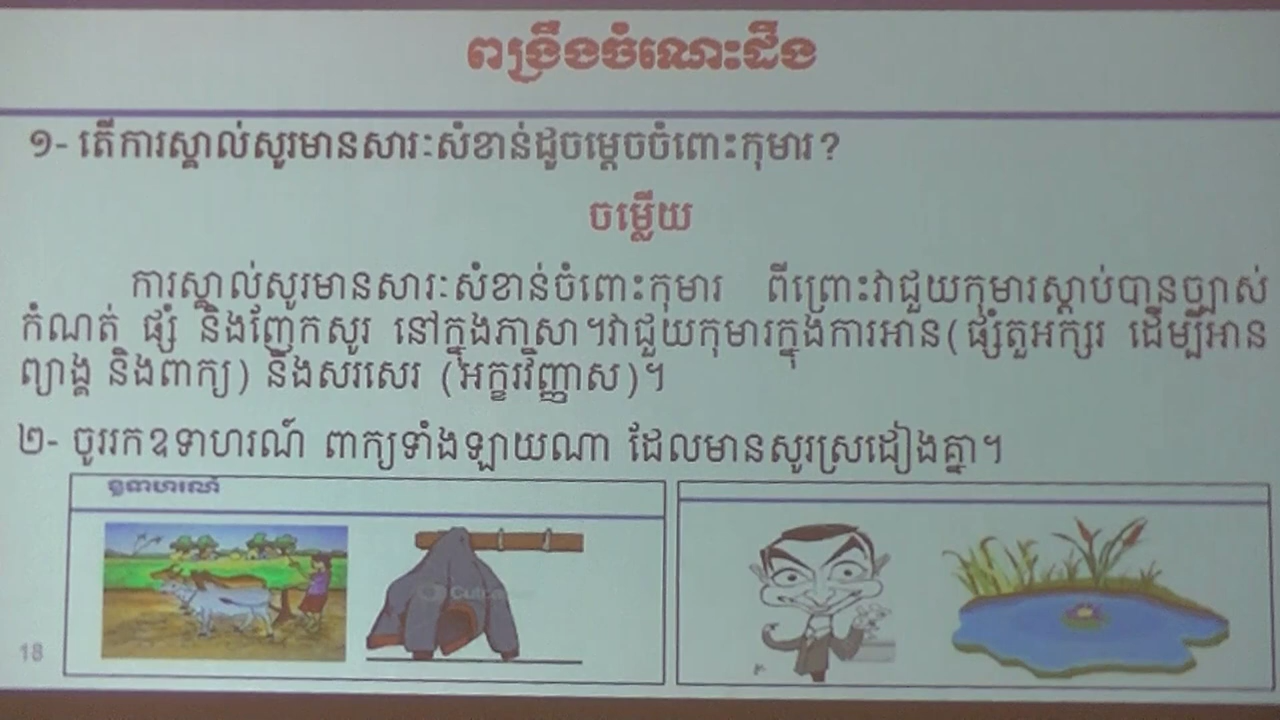 ពង្រឹងចំណេះដឹង
១- តើការស្គាល់សូរមានសារៈសំខាន់ដូចម្ដេចចំពោះកុមារ?
ចម្លើយ
ការស្គាល់សូរមានសារៈសំខាន់ចំពោះកុមារ ពីព្រោះវាជួយកុមារស្ដាប់បានច្បាស់
កំណត់ ផ្សំ និងញែកសូរ នៅក្នុងភាសា។វាជួយកុមារក្នុងការអាន(ផ្សំតួអក្សរ ដើម្បីអាន
ព្យាង្គ និងពាក្យ) និងសរសេរ (អក្ខរវិញ្ញាស)។
២- ចូររកឧទាហរណ៍ ពាក្យទាំងឡាយណា ដែលមានសូរស្រដៀងគ្នា។
ឧទាហរណ៍
18